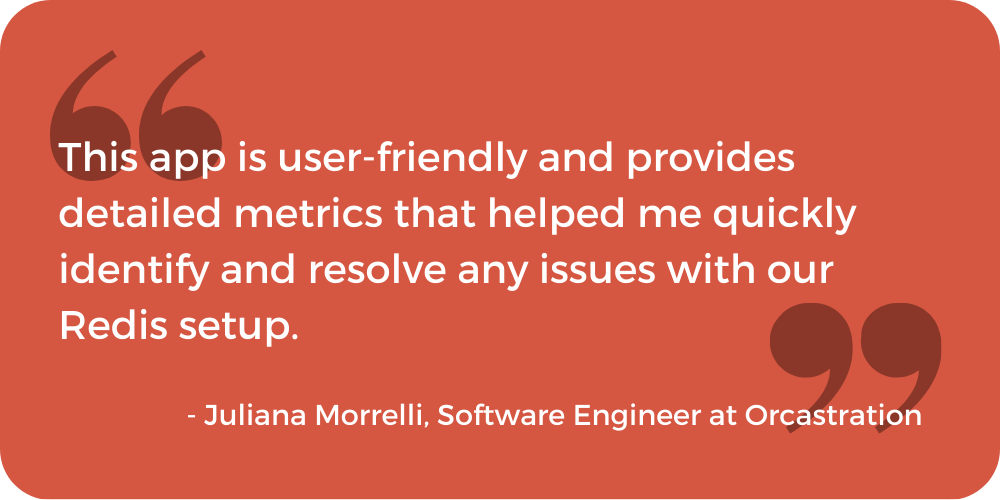 This app is user-friendly and provides
detailed metrics that helped me quickly
identify and resolve any issues with our
Redis setup.
- Juliana Morrelli, Software Engineer at Orcastration